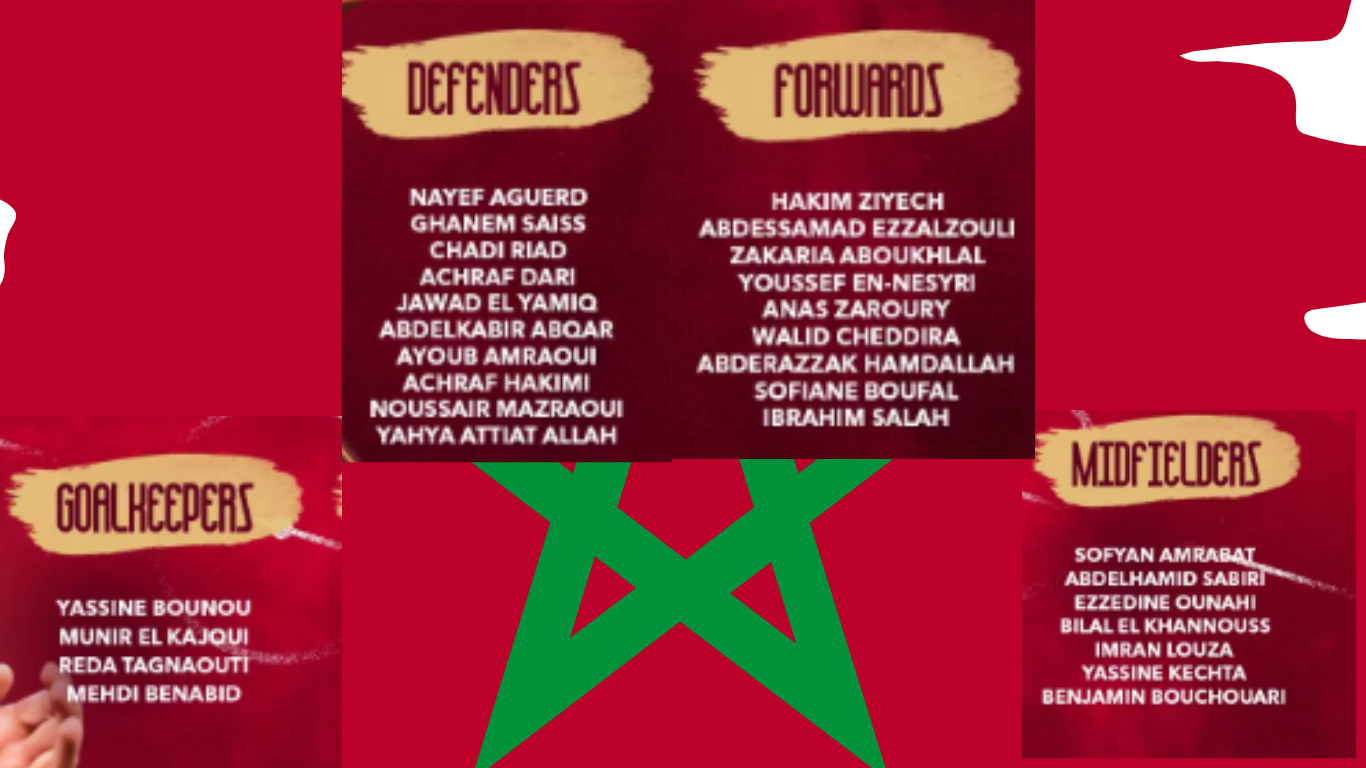 DEFENDERS
NAYEF AGUERD
GHANEM SAISS
CHADI RIAD
ACHRAF DARI
JAWAD EL YAMIQ
ABDELKABIR ABQAR
AYOUB AMRAOUI
ACHRAF HAKIMI
NOUSSAIR MAZRAOUI
YAHYA ATTIAT ALLAH
FORWARDS
HAKIM ZIYECH
ABDESSAMAD EZZALZOULI
ZAKARIA ABOUKHLAL
YOUSSEF EN-NESYRI
ANAS ZAROURY
WALID CHEDDIRA
ABDERAZZAK HAMDALLAH
SOFIANE BOUFAL
IBRAHIM SALAH
GOALKEEPERS
YASSINE BOUNOU
MUNIR EL KAJOUI
REDA TAGNAOUTI
MEHDI BENABID
MIDFIELDERS
SOFYAN AMRABAT
ABDELHAMID SABIRI
EZZEDINE OUNAHI
BILAL EL KHANNOUSS
IMRAN LOUZA
YASSINE KECHTA
BENJAMIN BOUCHOUARI